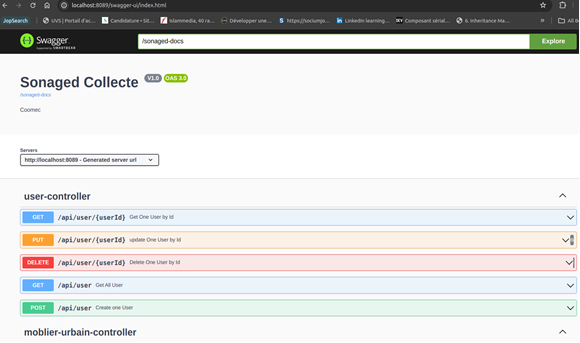 localhost:8089/swagger-ui/index.html
JopSearch
UVS | Portail d'ac...
Candidature • Sit...
Islammedia, 40 ra...
Développer une...
https://sociumjo...
LinkedIn learning...
Composant sérial...
6. Inheritance Ma...
»
All B
Swagger
Supported by SMARTBEAR
/sonaged-docs
Explore
Sonaged Collecte V1.0 OAS 3.0
/sonaged-docs
Coomec
Servers
http://localhost:8089 - Generated server url
user-controller
GET /api/user/{userId} Get One User by Id
PUT /api/user/{userId} update One User by Id
DELETE /api/user/{userId} Delete One User by Id
GET /api/user Get All User
POST /api/user Create one User
moblier-urbain-controller